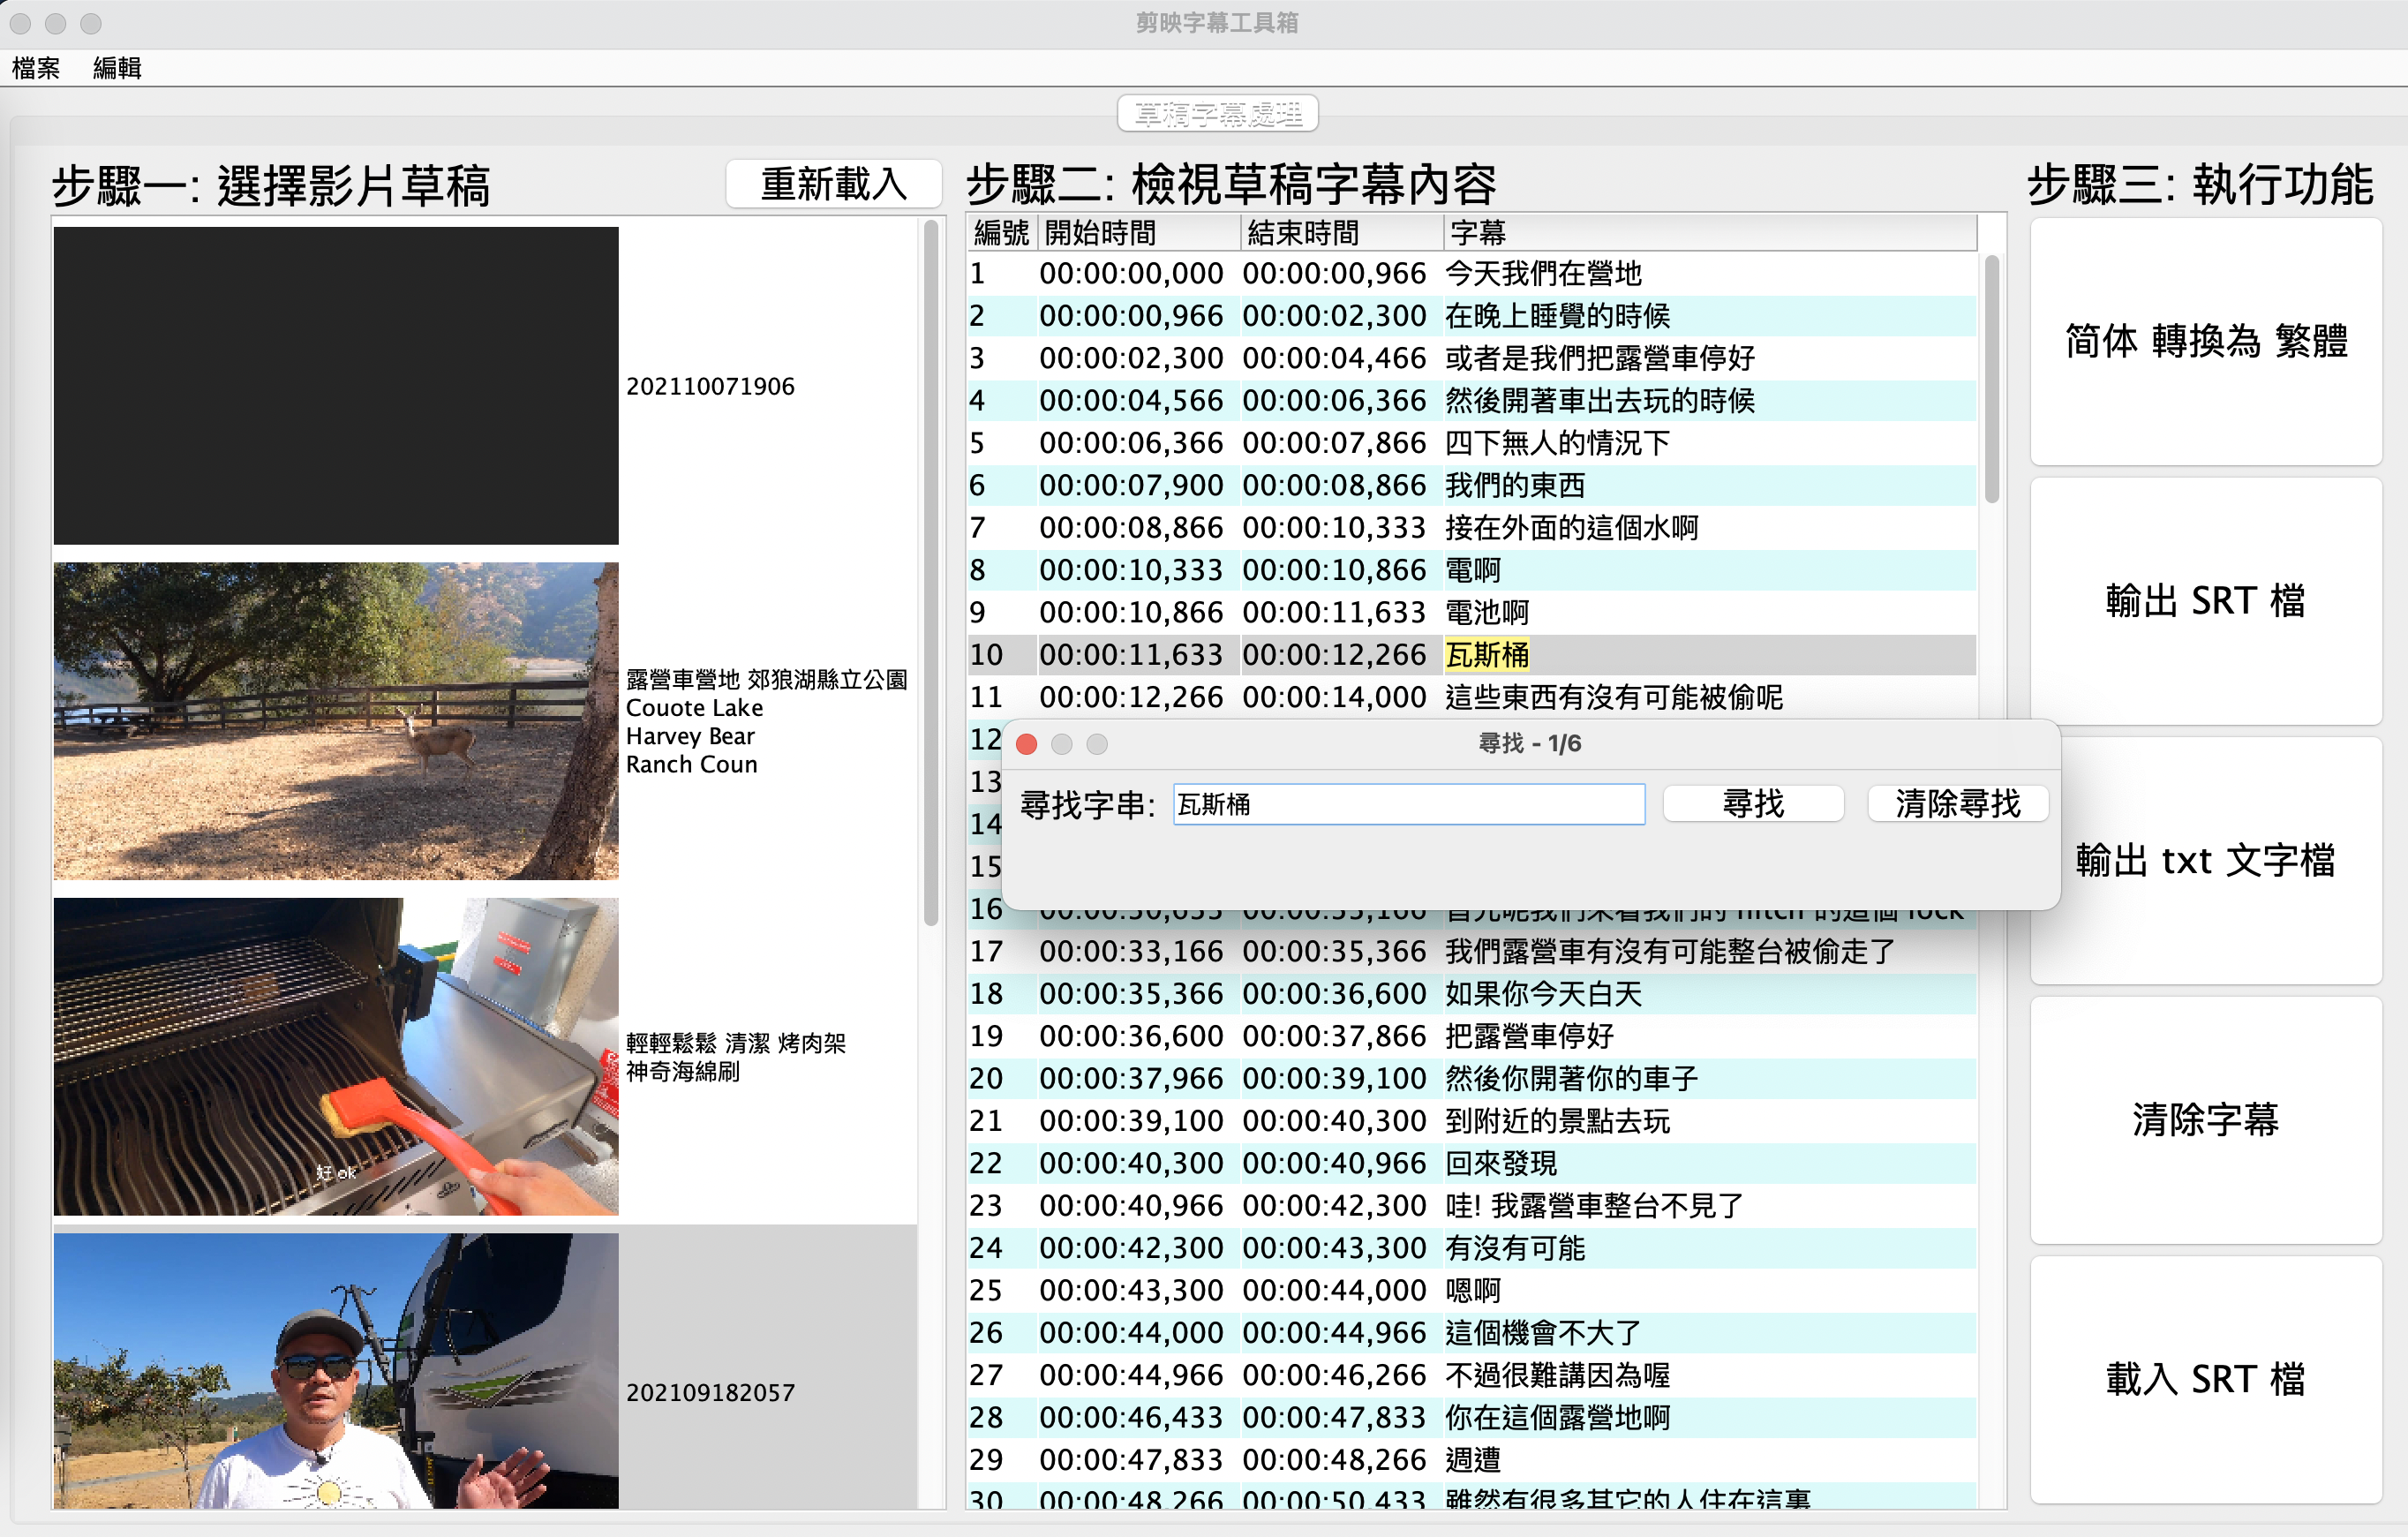 剪映字幕工具箱
檔案 編輯
草稿字幕處理
步驟一: 選擇影片草稿
重新載入
202110071906
露營車營地 郊狼湖縣立公園
Couote Lake
Harvey Bear
Ranch Coun
輕輕鬆鬆 清潔 烤肉架
神奇海綿刷
好 ok
202109182057
步驟二: 檢視草稿字幕內容
編號 開始時間 結束時間 字幕
1 00:00:00,000 00:00:00,966 今天我們在營地
2 00:00:00,966 00:00:02,300 在晚上睡覺的時候
3 00:00:02,300 00:00:04,466 或者是我們把露營車停好
4 00:00:04,566 00:00:06,366 然後開著車出去玩的時候
5 00:00:06,366 00:00:07,866 四下無人的情況下
6 00:00:07,900 00:00:08,866 我們的東西
7 00:00:08,866 00:00:10,333 接在外面的這個水啊
8 00:00:10,333 00:00:10,866 電啊
9 00:00:10,866 00:00:11,633 電池啊
10 00:00:11,633 00:00:12,266 瓦斯桶
11 00:00:12,266 00:00:14,000 這些東西有沒有可能被偷呢
12
13
14
15
16
17 00:00:33,166 00:00:35,366 我們露營車有沒有可能整台被偷走了
18 00:00:35,366 00:00:36,600 如果你今天白天
19 00:00:36,600 00:00:37,866 把露營車停好
20 00:00:37,966 00:00:39,100 然後你開著你的車子
21 00:00:39,100 00:00:40,300 到附近的景點去玩
22 00:00:40,300 00:00:40,966 回來發現
23 00:00:40,966 00:00:42,300 哇! 我露營車整台不見了
24 00:00:42,300 00:00:43,300 有沒有可能
25 00:00:43,300 00:00:44,000 嗯啊
26 00:00:44,000 00:00:44,966 這個機會不大了
27 00:00:44,966 00:00:46,266 不過很難講因為喔
28 00:00:46,433 00:00:47,833 你在這個露營地啊
29 00:00:47,833 00:00:48,266 週遭
30 00:00:48,266 00:00:50,433 雖然有很多其它的人住在這裏
尋找 - 1/6
尋找字串: 瓦斯桶 尋找 清除尋找
步驟三: 執行功能
简体 轉換為 繁體
輸出 SRT 檔
輸出 txt 文字檔
清除字幕
載入 SRT 檔